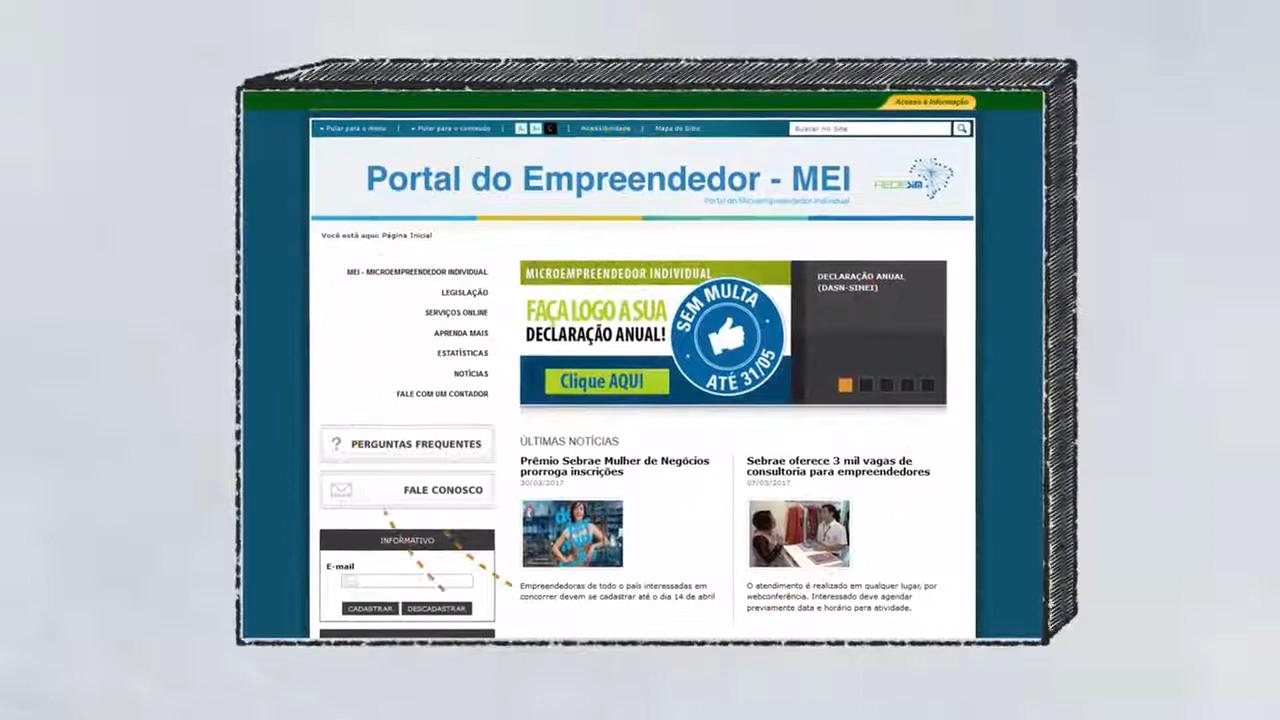 Acesso à Informação
Pular para o menu | Pular para o conteúdo | A- A+ C | Acessibilidade | Mapa do Sítio
Buscar no Site
Portal do Empreendedor - MEI
REDESIM
Portal do Microempreendedor Individual
Você está aqui: Página Inicial
MEI - MICROEMPREENDEDOR INDIVIDUAL
LEGISLAÇÃO
SERVIÇOS ONLINE
APRENDA MAIS
ESTATÍSTICAS
NOTÍCIAS
FALE COM UM CONTADOR
MICROEMPREENDEDOR INDIVIDUAL
FAÇA LOGO A SUA
DECLARAÇÃO ANUAL!
Clique AQUI
SEM MULTA
ATÉ 31/05
DECLARAÇÃO ANUAL
(DASN-SIMEI)
? PERGUNTAS FREQUENTES
FALE CONOSCO
INFORMATIVO
E-mail
CADASTRAR DESCADASTRAR
ÚLTIMAS NOTÍCIAS
Prêmio Sebrae Mulher de Negócios
prorroga inscrições
30/03/2017
Empreendedoras de todo o país interessadas em
concorrer devem se cadastrar até o dia 14 de abril
Sebrae oferece 3 mil vagas de
consultoria para empreendedores
07/03/2017
O atendimento é realizado em qualquer lugar, por
webconferência. Interessado deve agendar
previamente data e horário para atividade.